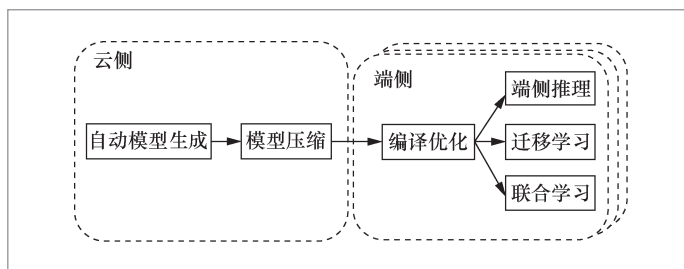 云侧
自动模型生成
模型压缩
端侧
编译优化
端侧推理
迁移学习
联合学习